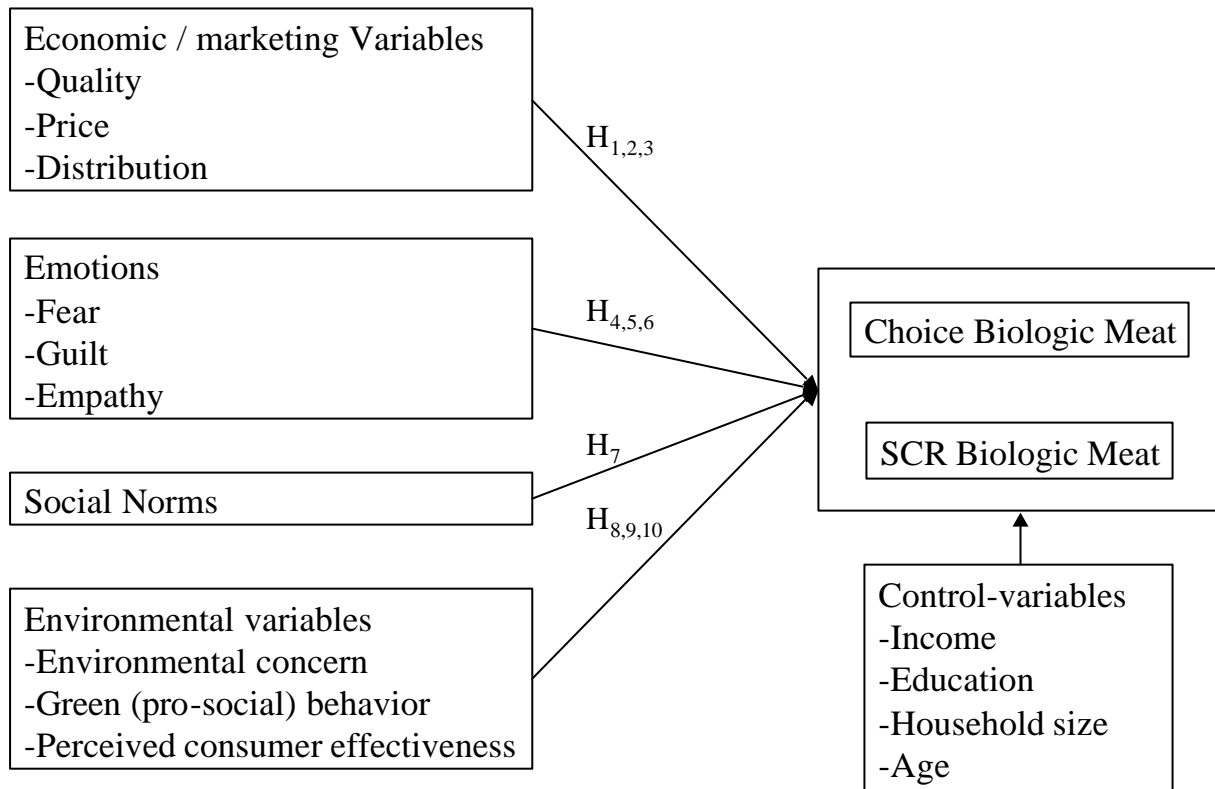 Economic / marketing Variables
-Quality
-Price
-Distribution
H1,2,3
Emotions
-Fear
-Guilt
-Empathy
H4,5,6
Social Norms
H7
Environmental variables
-Environmental concern
-Green (pro-social) behavior
-Perceived consumer effectiveness
H8,9,10
Choice Biologic Meat
SCR Biologic Meat
Control-variables
-Income
-Education
-Household size
-Age